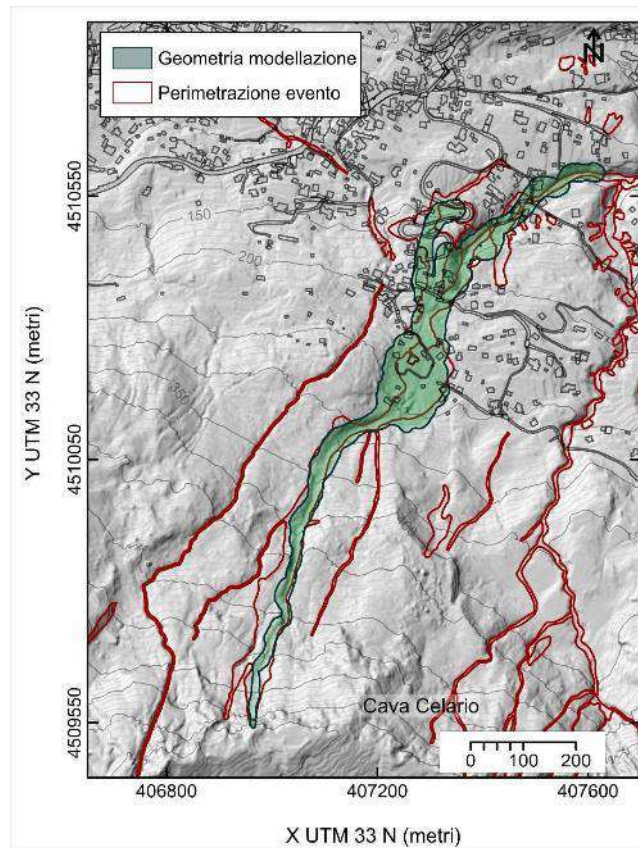 Geometria modellazione
Perimetrazione evento
N
4510550
150
200
350
4510050
4509550
Y UTM 33 N (metri)
Cava Celario
0 100 200
406800 407200 407600
X UTM 33 N (metri)